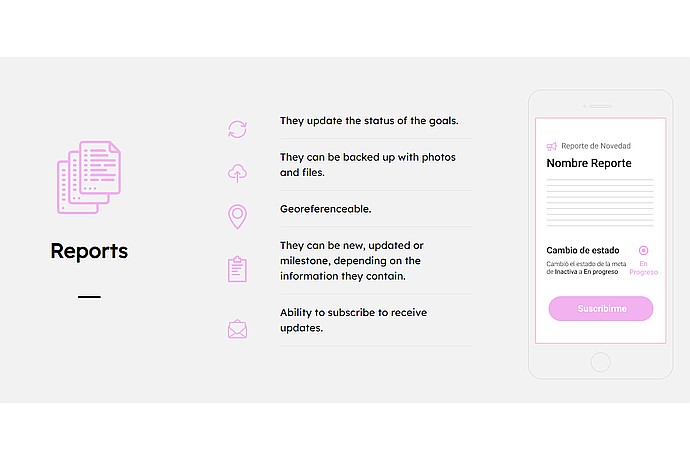 Reports
They update the status of the goals.
They can be backed up with photos
and files.
Georeferenceable.
They can be new, updated or
milestone, depending on the
information they contain.
Ability to subscribe to receive
updates.
Reporte de Novedad
Nombre Reporte
Cambio de estado
Cambió el estado de la meta
de Inactiva a En progreso
En
Progreso
Suscribirme